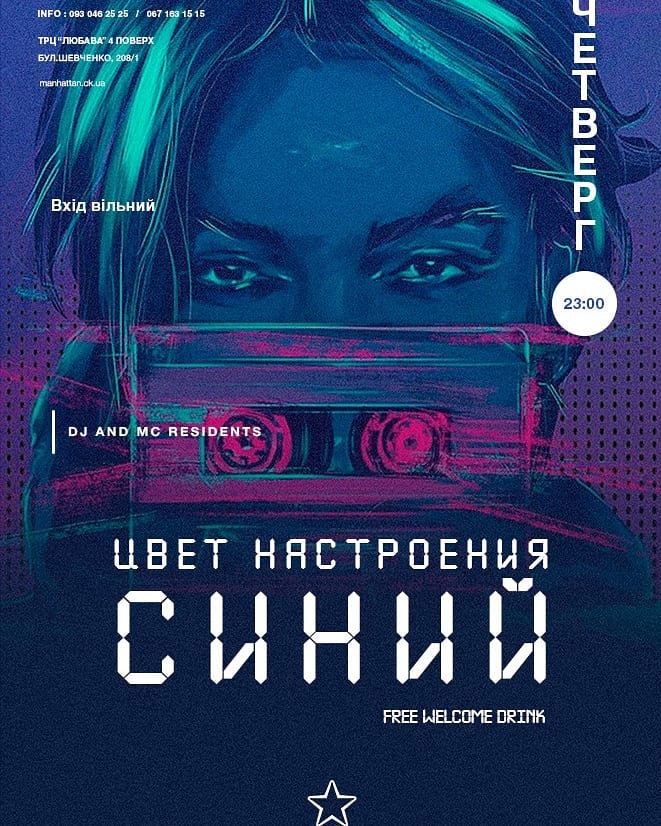 INFO : 093 046 25 25 / 067 163 15 15
ТРЦ “ЛЮБАВА” 4 ПОВЕРХ
БУЛ.ШЕВЧЕНКО, 208/1
manhattan.ck.ua
ЧЕТВЕРГ
Вхід вільний
23:00
DJ AND MC RESIDENTS
ЦВЕТ НАСТРОЕНИЯ
СИНИЙ
FREE WELCOME DRINK